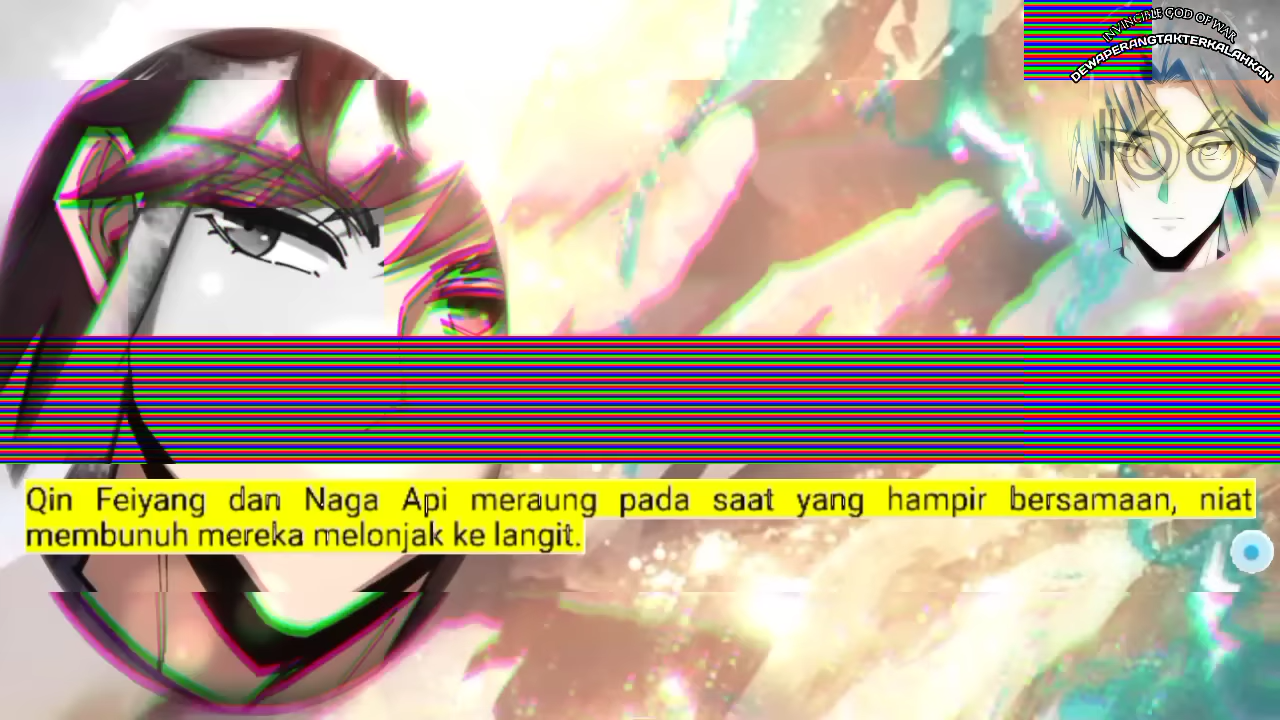 INVINCIBLE GOD OF WAR
DEWAPERANGTAKTERKALAHKAN
Qin Feiyang dan Naga Api meraung pada saat yang hampir bersamaan, niat
membunuh mereka melonjak ke langit.